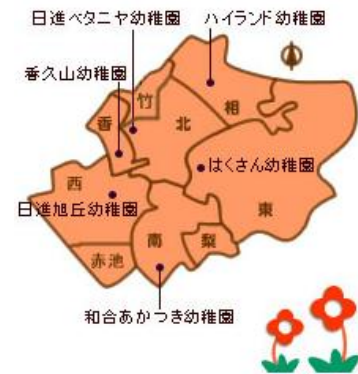 日進ベタニヤ幼稚園
ハイランド幼稚園
香久山幼稚園
竹
相
香
北
はくさん幼稚園
西
日進旭丘幼稚園
東
南
梨
赤池
和合あかつき幼稚園